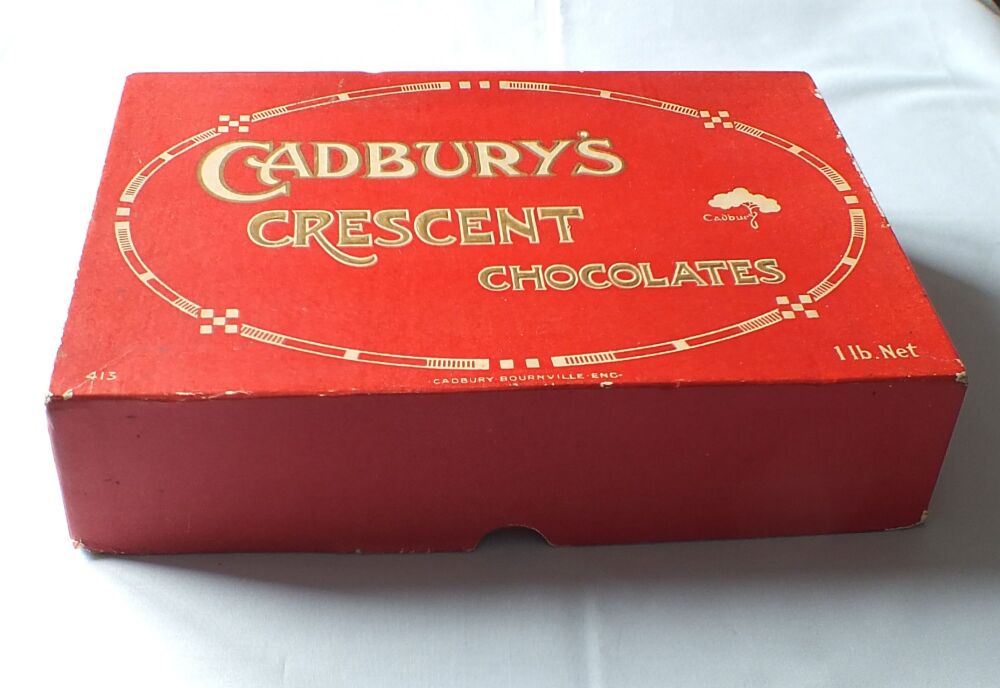 CADBURY'S
CRESCENT
Cadbury
CHOCOLATES
1 lb. Net
413
CADBURY BOURNVILLE ENG-